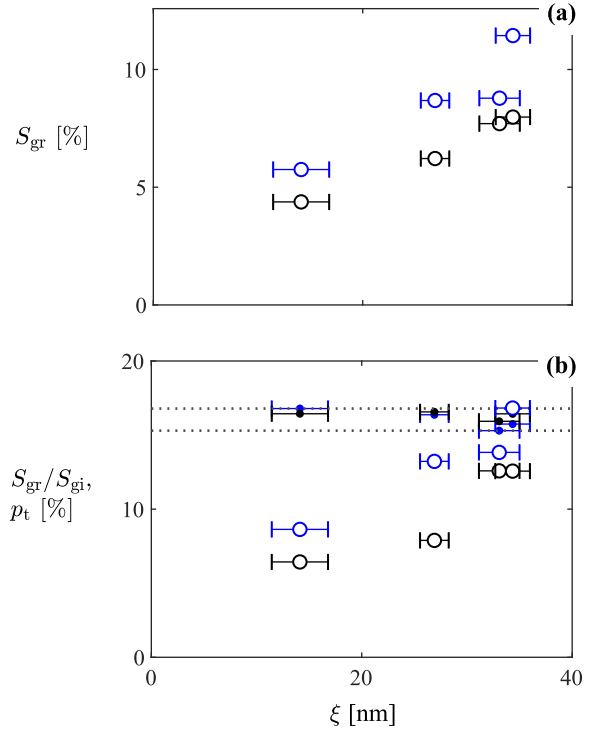 (a)
10
S_gr [%]
5
0
(b)
20
S_gr/S_gi,
p_t [%]
10
0
0 20 40
ξ [nm]